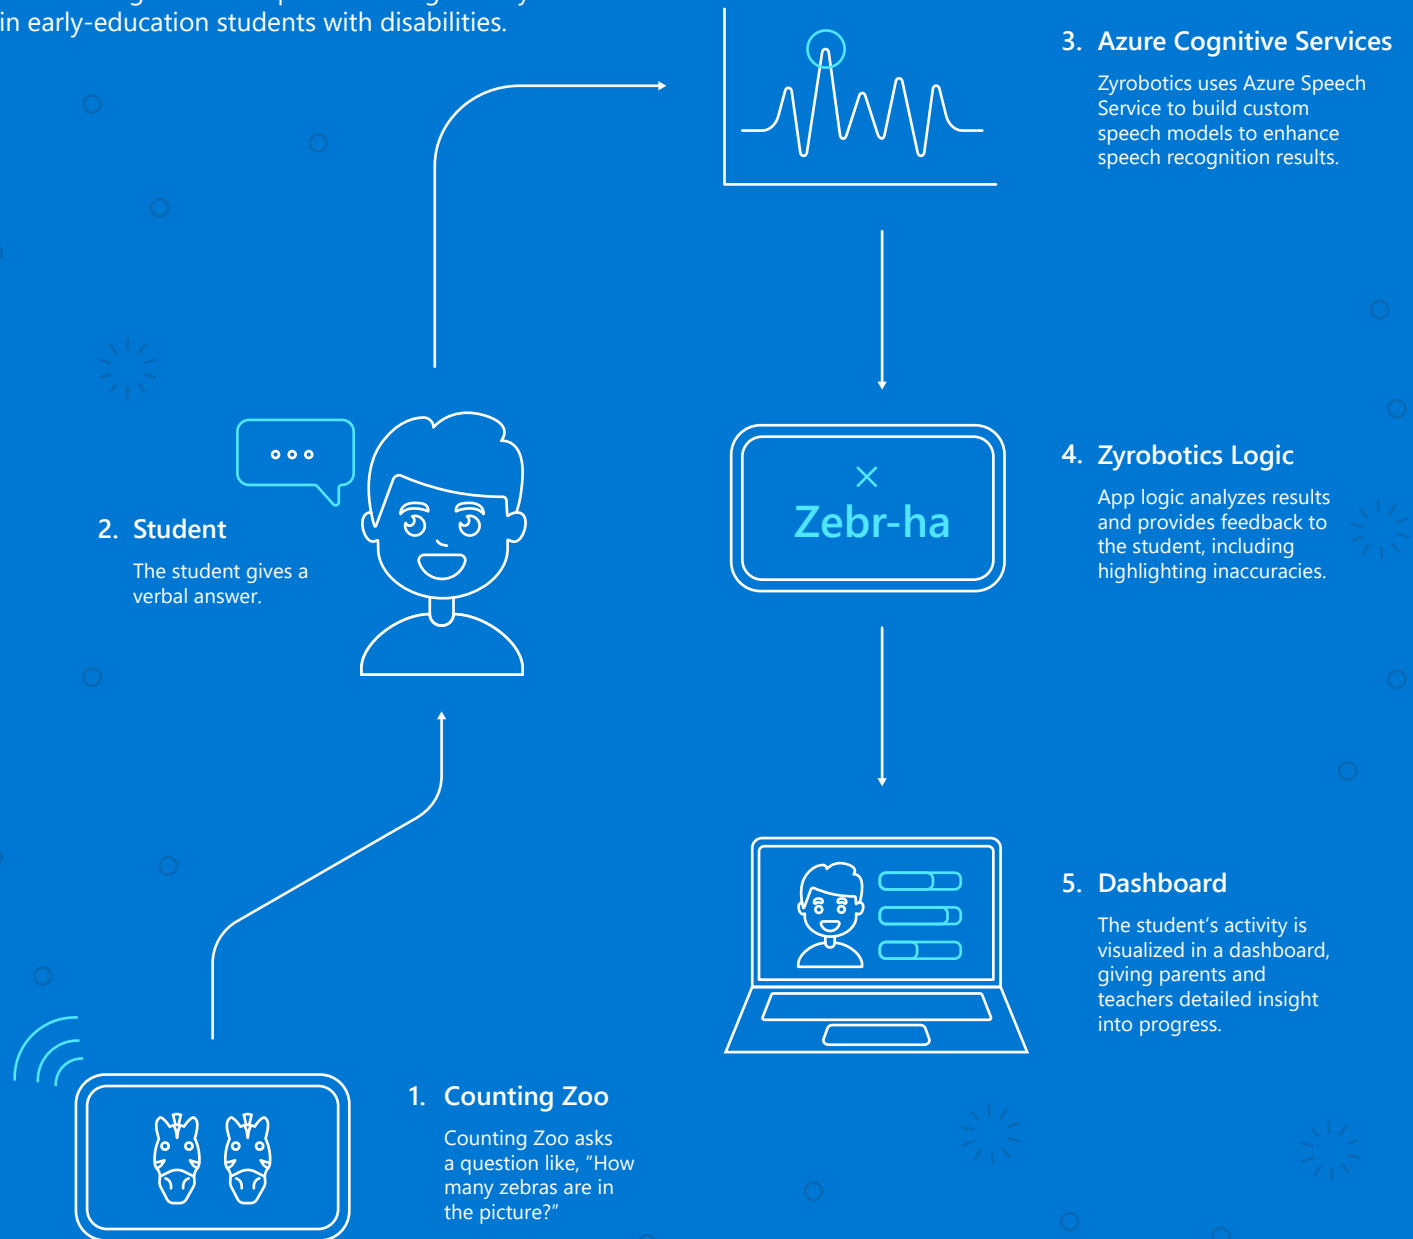 in early-education students with disabilities.
3. Azure Cognitive Services
Zyrobotics uses Azure Speech
Service to build custom
speech models to enhance
speech recognition results.
2. Student
The student gives a
verbal answer.
Zebr-ha
4. Zyrobotics Logic
App logic analyzes results
and provides feedback to
the student, including
highlighting inaccuracies.
5. Dashboard
The student’s activity is
visualized in a dashboard,
giving parents and
teachers detailed insight
into progress.
1. Counting Zoo
Counting Zoo asks
a question like, “How
many zebras are in
the picture?”